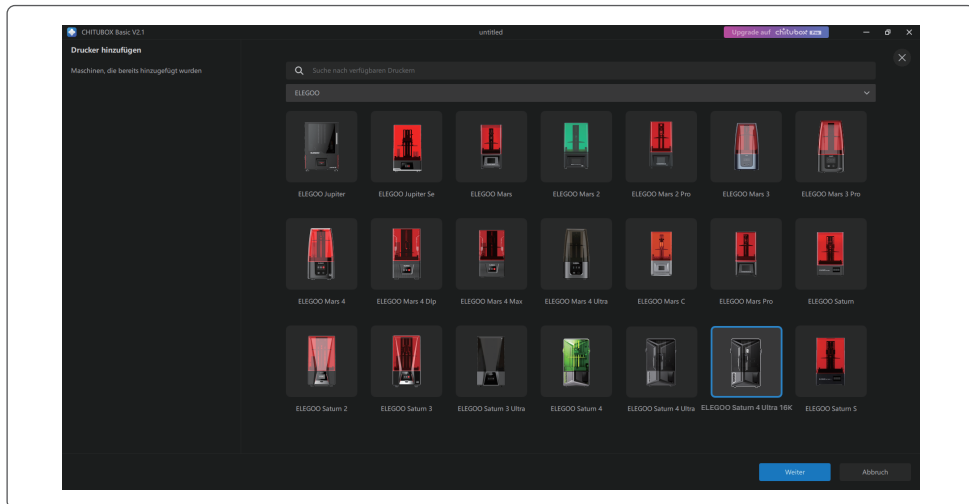 CHITUBOX Basic V2.1
untitled
Upgrade auf chitubox PRO
Drucker hinzufügen
Maschinen, die bereits hinzugefügt wurden
Suche nach verfügbaren Druckern
ELEGOO
ELEGOO Jupiter
ELEGOO Jupiter Se
ELEGOO Mars
ELEGOO Mars 2
ELEGOO Mars 2 Pro
ELEGOO Mars 3
ELEGOO Mars 3 Pro
ELEGOO Mars 4
ELEGOO Mars 4 Dlp
ELEGOO Mars 4 Max
ELEGOO Mars 4 Ultra
ELEGOO Mars C
ELEGOO Mars Pro
ELEGOO Saturn
ELEGOO Saturn 2
ELEGOO Saturn 3
ELEGOO Saturn 3 Ultra
ELEGOO Saturn 4
ELEGOO Saturn 4 Ultra
ELEGOO Saturn 4 Ultra 16K
ELEGOO Saturn S
Weiter
Abbruch